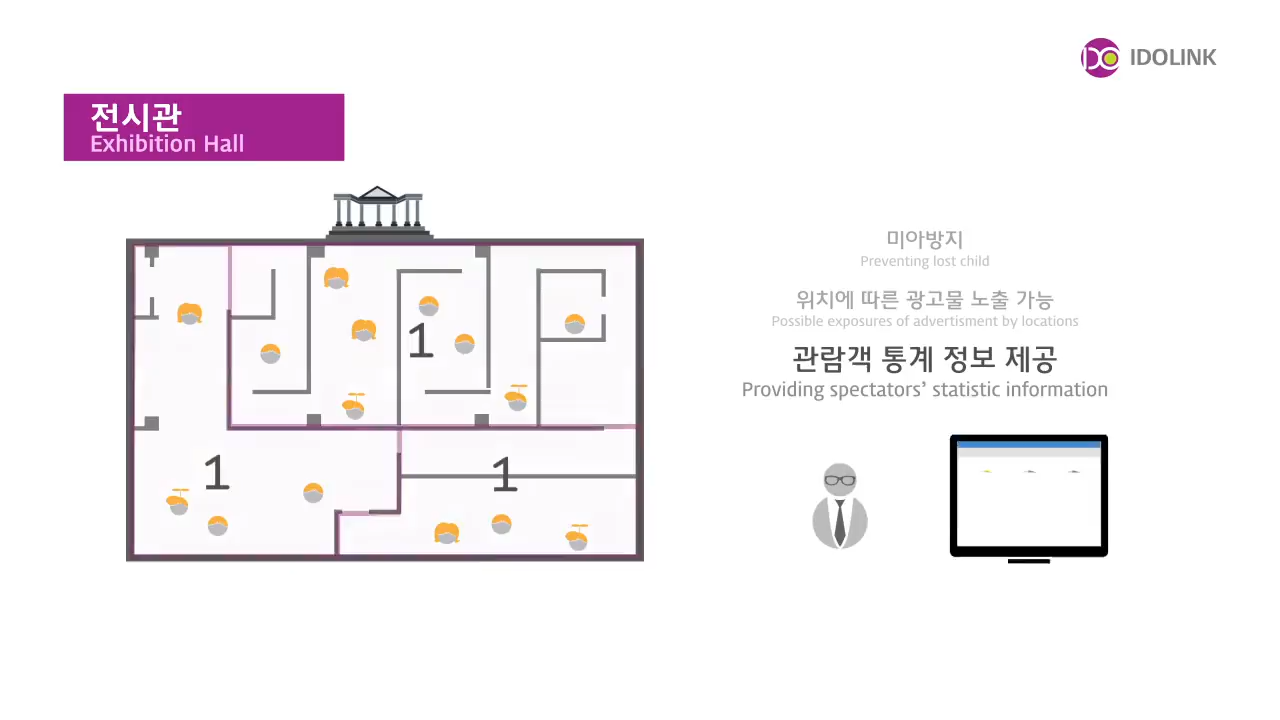 IDOLINK
전시관
Exhibition Hall
미아방지
Preventing lost child
위치에 따른 광고물 노출 가능
Possible exposures of advertisment by locations
관람객 통계 정보 제공
Providing spectators’ statistic information
1
1
1